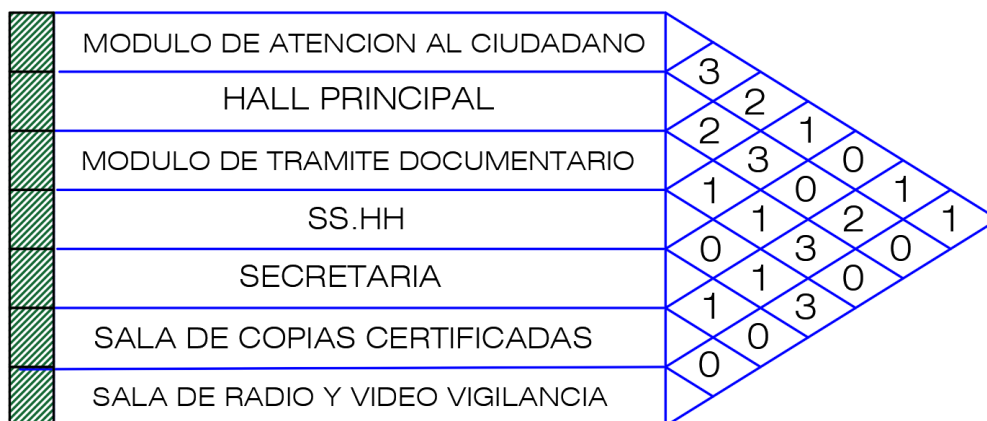 MODULO DE ATENCION AL CIUDADANO
3
HALL PRINCIPAL 2
2 1
MODULO DE TRAMITE DOCUMENTARIO 3 0
1 0 1
SS.HH 1 2 1
0 3 0
SECRETARIA 1 0
1 3
SALA DE COPIAS CERTIFICADAS 0
0
SALA DE RADIO Y VIDEO VIGILANCIA